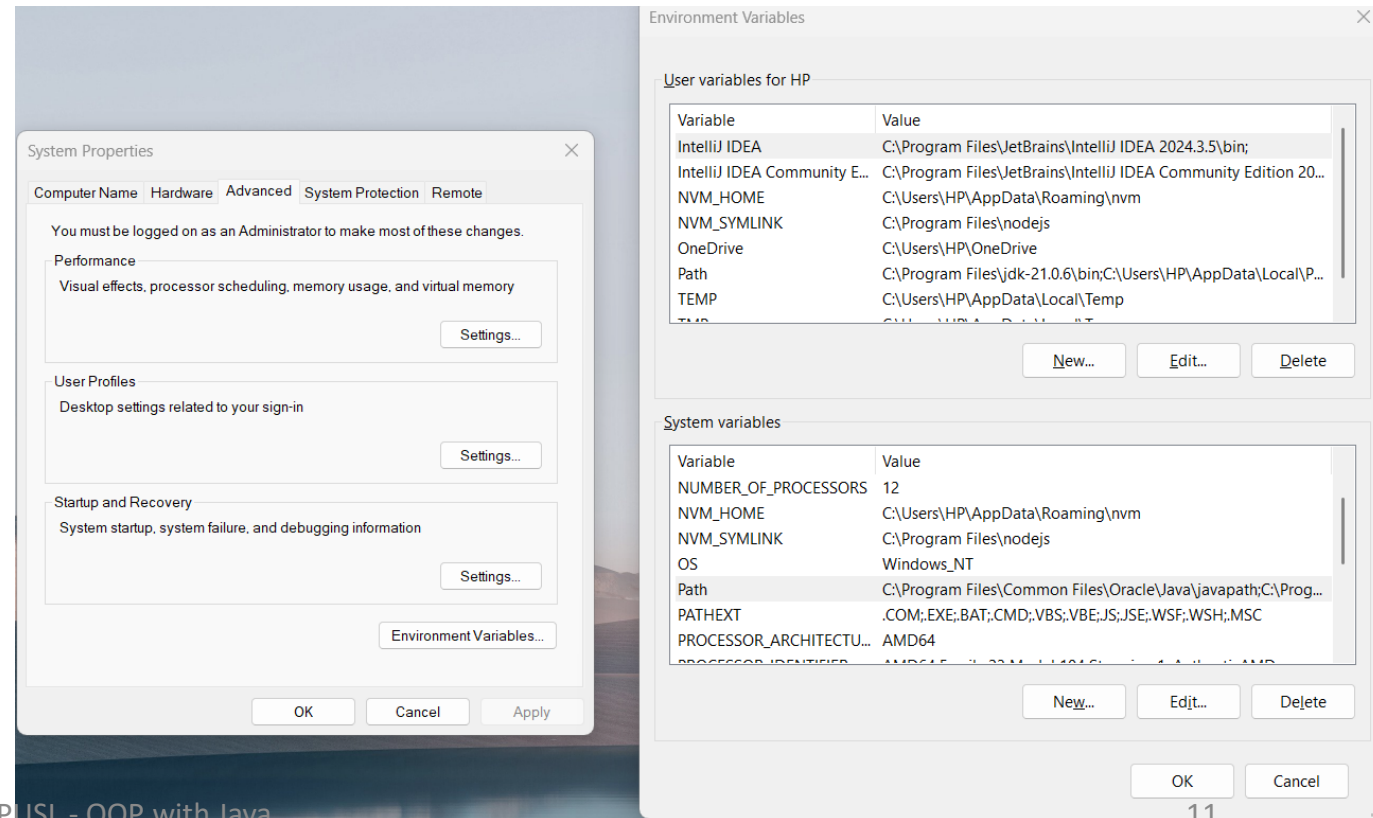 System Properties
Computer Name Hardware Advanced System Protection Remote
You must be logged on as an Administrator to make most of these changes.
Performance
Visual effects, processor scheduling, memory usage, and virtual memory
Settings...
User Profiles
Desktop settings related to your sign-in
Settings...
Startup and Recovery
System startup, system failure, and debugging information
Settings...
Environment Variables...
OK Cancel Apply
Environment Variables
User variables for HP
Variable Value
IntelliJ IDEA C:\Program Files\JetBrains\IntelliJ IDEA 2024.3.5\bin;
IntelliJ IDEA Community E... C:\Program Files\JetBrains\IntelliJ IDEA Community Edition 20...
NVM_HOME C:\Users\HP\AppData\Roaming\nvm
NVM_SYMLINK C:\Program Files\nodejs
OneDrive C:\Users\HP\OneDrive
Path C:\Program Files\jdk-21.0.6\bin;C:\Users\HP\AppData\Local\P...
TEMP C:\Users\HP\AppData\Local\Temp
New... Edit... Delete
System variables
Variable Value
NUMBER_OF_PROCESSORS 12
NVM_HOME C:\Users\HP\AppData\Roaming\nvm
NVM_SYMLINK C:\Program Files\nodejs
OS Windows_NT
Path C:\Program Files\Common Files\Oracle\Java\javapath;C:\Prog...
PATHEXT .COM;.EXE;.BAT;.CMD;.VBS;.VBE;.JS;.JSE;.WSF;.WSH;.MSC
PROCESSOR_ARCHITECTU... AMD64
New... Edit... Delete
OK Cancel
- OOP with Java
11